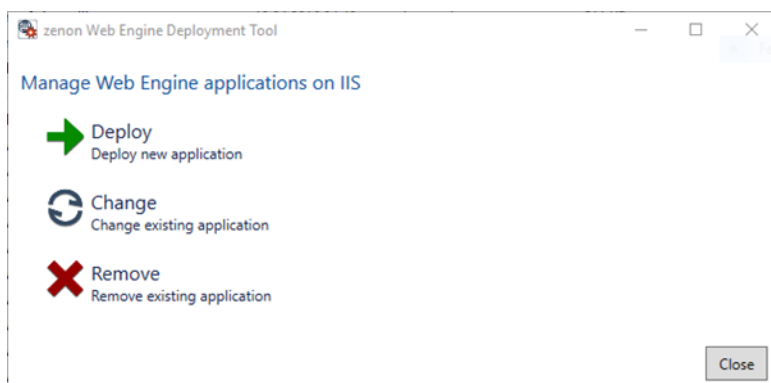 zenon Web Engine Deployment Tool
Manage Web Engine applications on IIS
Deploy
Deploy new application
Change
Change existing application
Remove
Remove existing application
Close